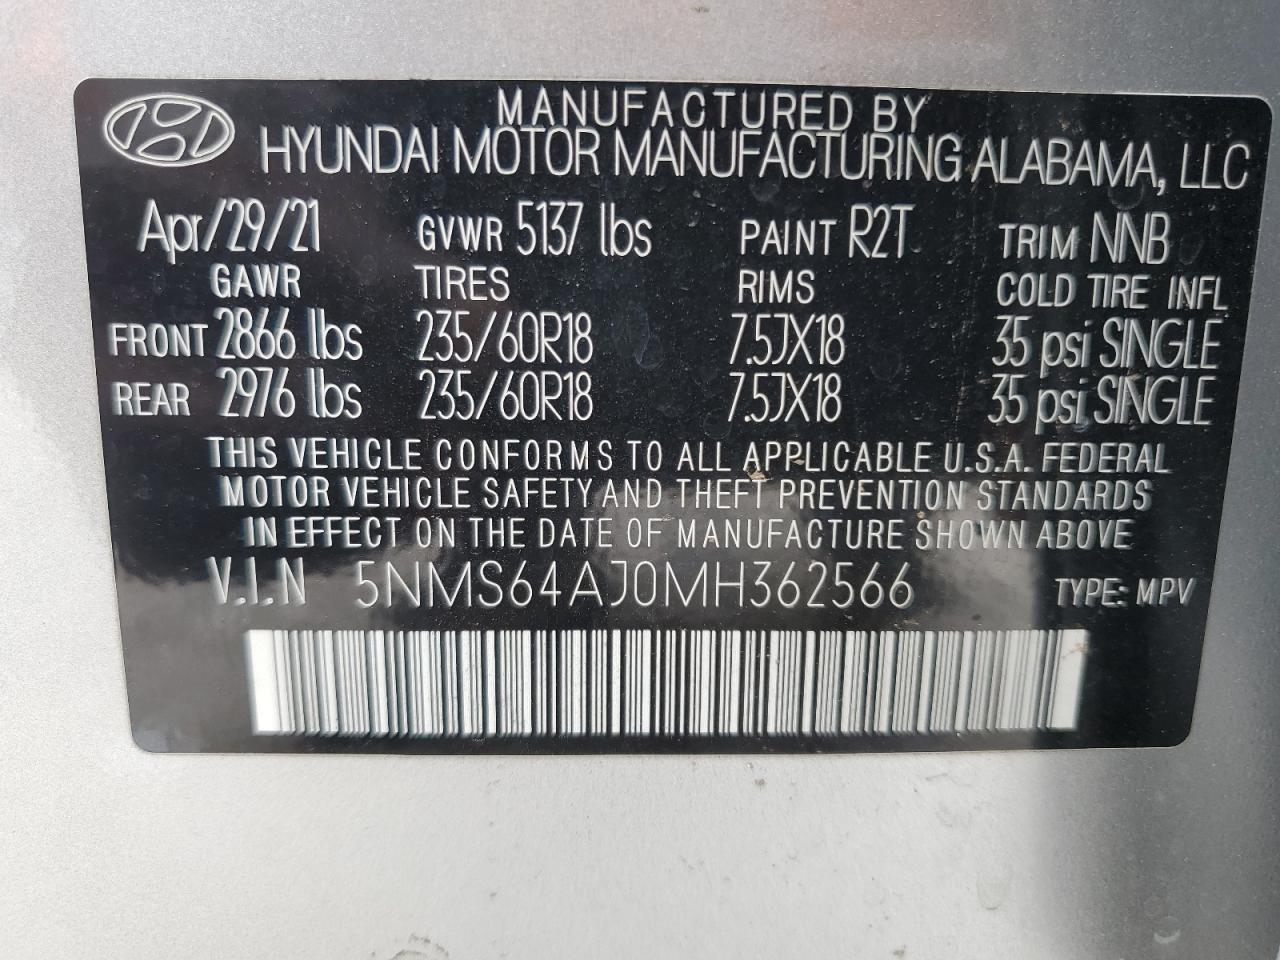 MANUFACTURED BY
HYUNDAI MOTOR MANUFACTURING ALABAMA, LLC
Apr/29/21 GVWR 5137 lbs PAINT R2T TRIM NNB
GAWR TIRES RIMS COLD TIRE INFL
FRONT 2866 lbs 235/60R18 7.5JX18 35 psi SINGLE
REAR 2976 lbs 235/60R18 7.5JX18 35 psi SINGLE
THIS VEHICLE CONFORMS TO ALL APPLICABLE U.S.A. FEDERAL
MOTOR VEHICLE SAFETY AND THEFT PREVENTION STANDARDS
IN EFFECT ON THE DATE OF MANUFACTURE SHOWN ABOVE
V.I.N 5NMS64AJ0MH362566 TYPE: MPV